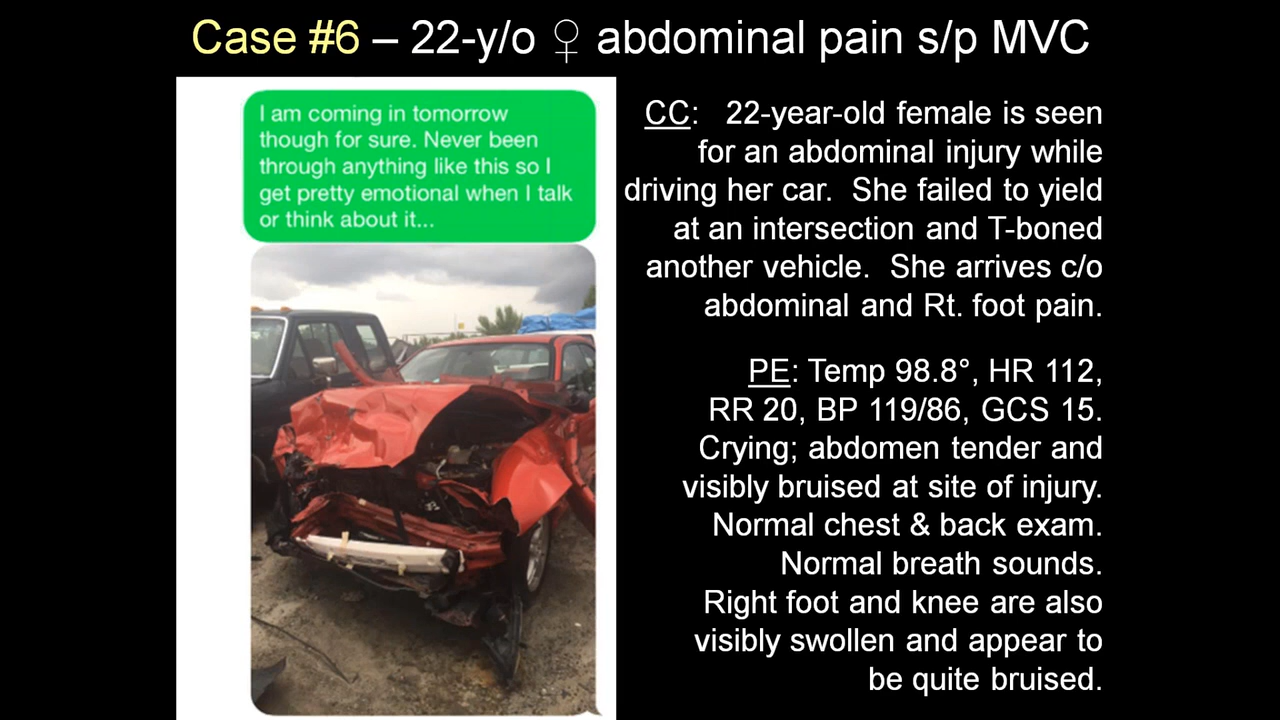 Case #6 – 22-y/o ♀ abdominal pain s/p MVC
I am coming in tomorrow
though for sure. Never been
through anything like this so I
get pretty emotional when I talk
or think about it...
CC: 22-year-old female is seen
for an abdominal injury while
driving her car. She failed to yield
at an intersection and T-boned
another vehicle. She arrives c/o
abdominal and Rt. foot pain.
PE: Temp 98.8°, HR 112,
RR 20, BP 119/86, GCS 15.
Crying; abdomen tender and
visibly bruised at site of injury.
Normal chest & back exam.
Normal breath sounds.
Right foot and knee are also
visibly swollen and appear to
be quite bruised.